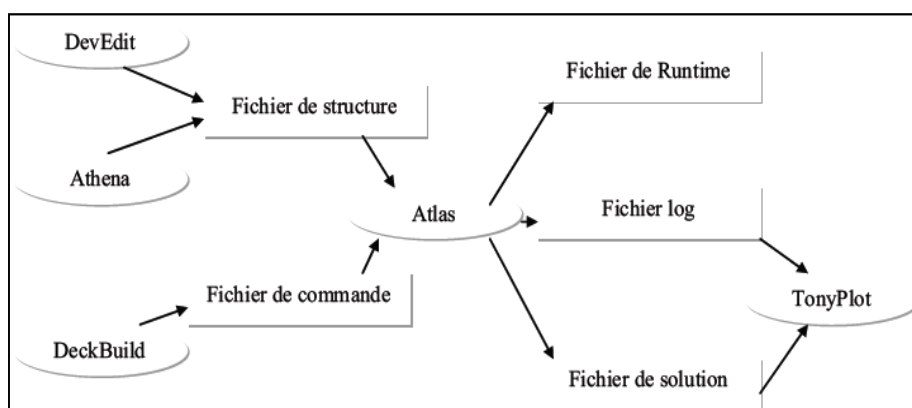 DevEdit
Fichier de structure
Athena
Fichier de commande
DeckBuild
Atlas
Fichier de Runtime
Fichier log
Fichier de solution
TonyPlot